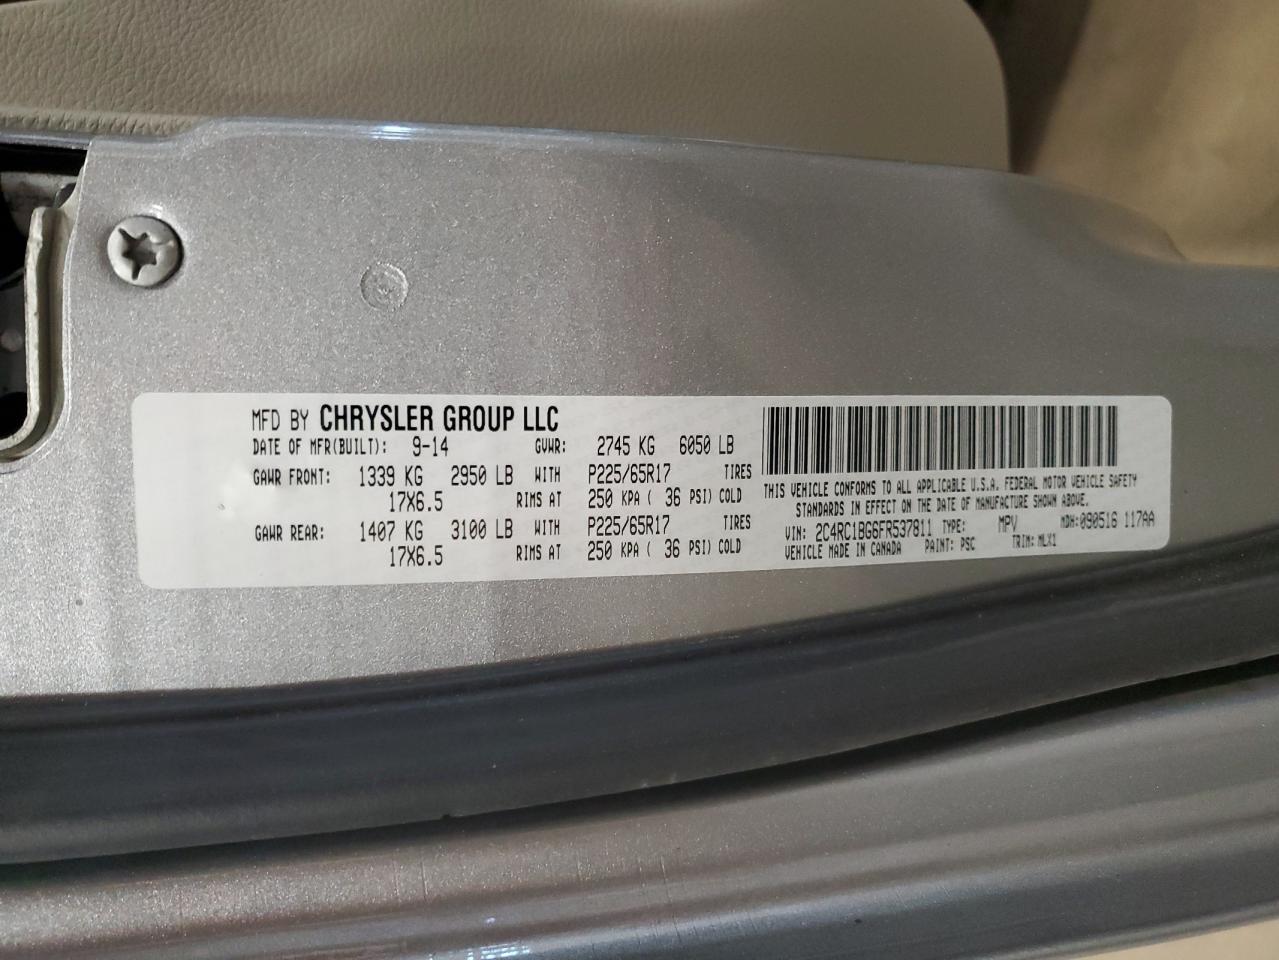 MFD BY CHRYSLER GROUP LLC
DATE OF MFR(BUILT): 9-14 GVWR: 2745 KG 6050 LB
GAWR FRONT: 1339 KG 2950 LB WITH P225/65R17 TIRES
17X6.5 RIMS AT 250 KPA ( 36 PSI) COLD
GAWR REAR: 1407 KG 3100 LB WITH P225/65R17 TIRES
17X6.5 RIMS AT 250 KPA ( 36 PSI) COLD
THIS VEHICLE CONFORMS TO ALL APPLICABLE U.S.A. FEDERAL MOTOR VEHICLE SAFETY
STANDARDS IN EFFECT ON THE DATE OF MANUFACTURE SHOWN ABOVE.
VIN: 2C4RC1BG6FR537811 TYPE: MPV MDH:090516 117AA
VEHICLE MADE IN CANADA PAINT: PSC TRIM: MLX1